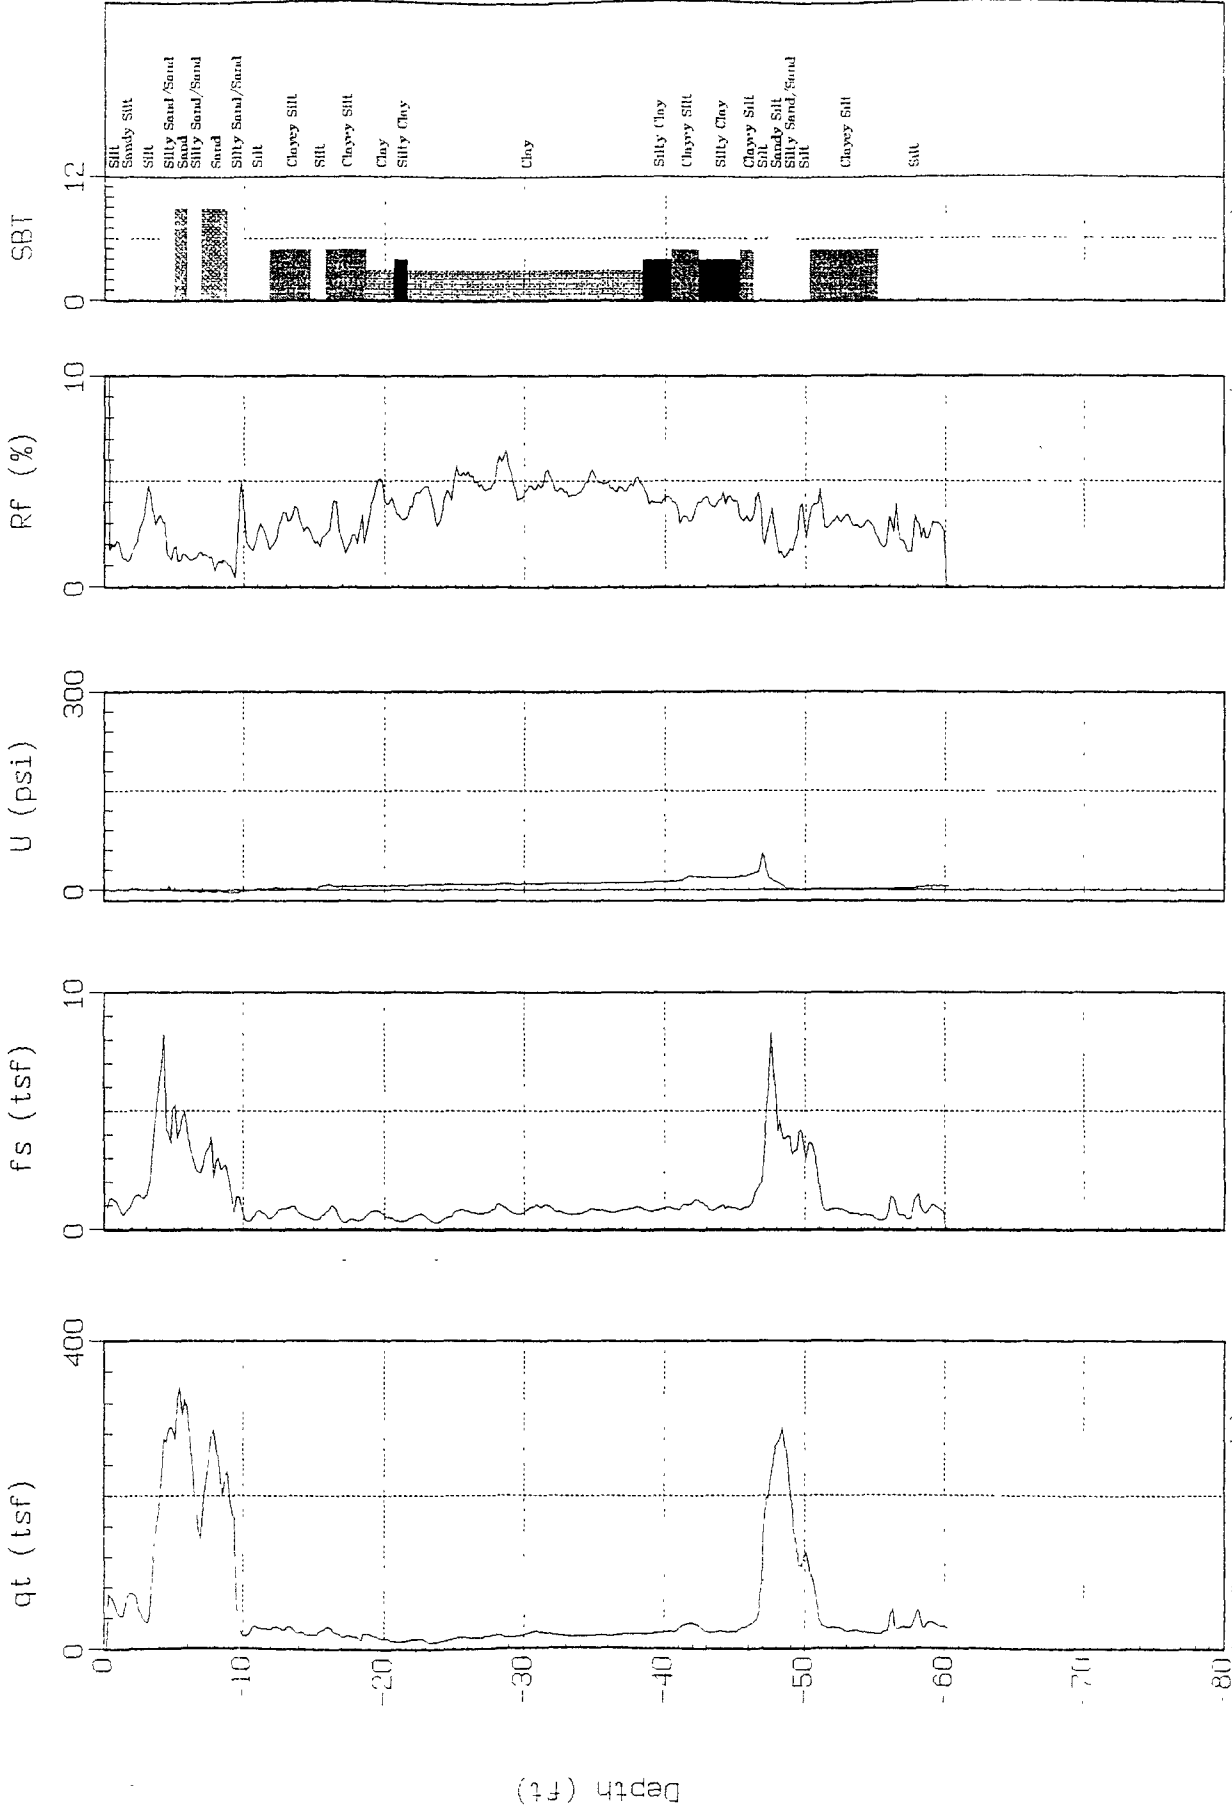 SBT
0
12
Silt
Sandy Silt
Silt
Silty Sand/Sand
Sand
Silty Sand/Sand
Sand
Silty Sand/Sand
Silt
Clayey Silt
Silt
Clayey Silt
Clay
Silty Clay
Clay
Silty Clay
Clayey Silt
Silty Clay
Clayey Silt
Silt
Sandy Silt
Silty Sand/Sand
Silt
Clayey Silt
Silt
Rf (%)
0
10
U (psi)
0
300
fs (tsf)
0
10
qt (tsf)
0
400
0
-10
-20
-30
-40
-50
-60
-70
-80
Depth (ft)